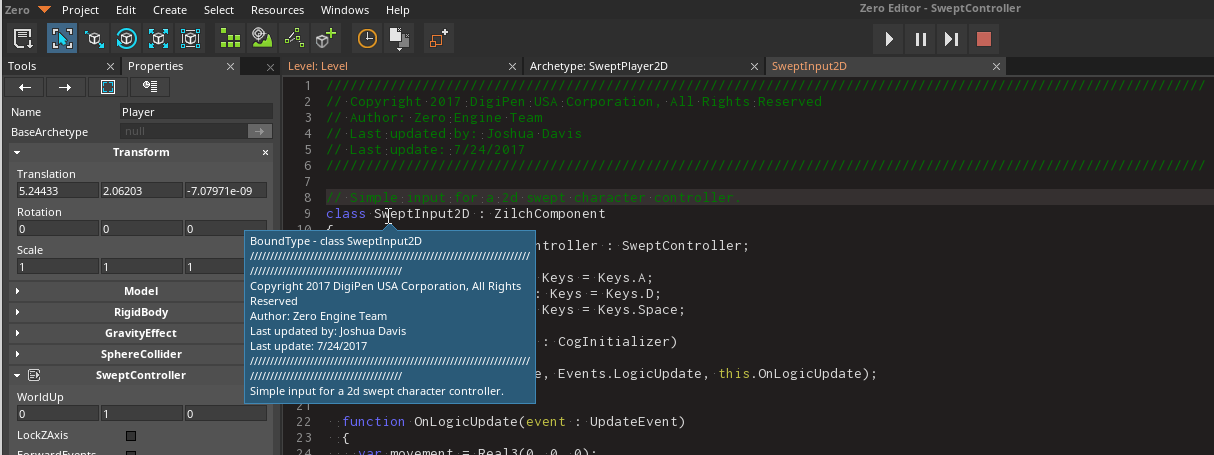 Zero Project Edit Create Select Resources Windows Help Zero Editor - SweptController
Tools Properties Level: Level Archetype: SweptPlayer2D SweptInput2D
Name Player
BaseArchetype null
Transform
Translation
5.24433 2.06203 -7.07971e-09
Rotation
0 0 0
Scale
1 1 1
Model
RigidBody
GravityEffect
SphereCollider
SweptController
WorldUp
0 1 0
LockZAxis
ForwardEvents
1 //////////////////////////////////////////////////////////////////////////////////////////////////////////////
2 // Copyright 2017 DigiPen USA Corporation, All Rights Reserved
3 // Author: Zero Engine Team
4 // Last updated by: Joshua Davis
5 // Last update: 7/24/2017
6 //////////////////////////////////////////////////////////////////////////////////////////////////////////////
7
8 // Simple input for a 2d swept character controller.
9 class SweptInput2D : ZilchComponent
10 {
ontroller : SweptController;
Keys = Keys.A;
: Keys = Keys.D;
Keys = Keys.Space;
: CogInitializer)
e, Events.LogicUpdate, this.OnLogicUpdate);
21
22 function OnLogicUpdate(event : UpdateEvent)
23 {
24 var movement = Real3(0, 0, 0);
BoundType - class SweptInput2D
//////////////////////////////////////////////////////////////////////
//////////////////////////////////////
Copyright 2017 DigiPen USA Corporation, All Rights
Reserved
Author: Zero Engine Team
Last updated by: Joshua Davis
Last update: 7/24/2017
//////////////////////////////////////////////////////////////////////
//////////////////////////////////////
Simple input for a 2d swept character controller.